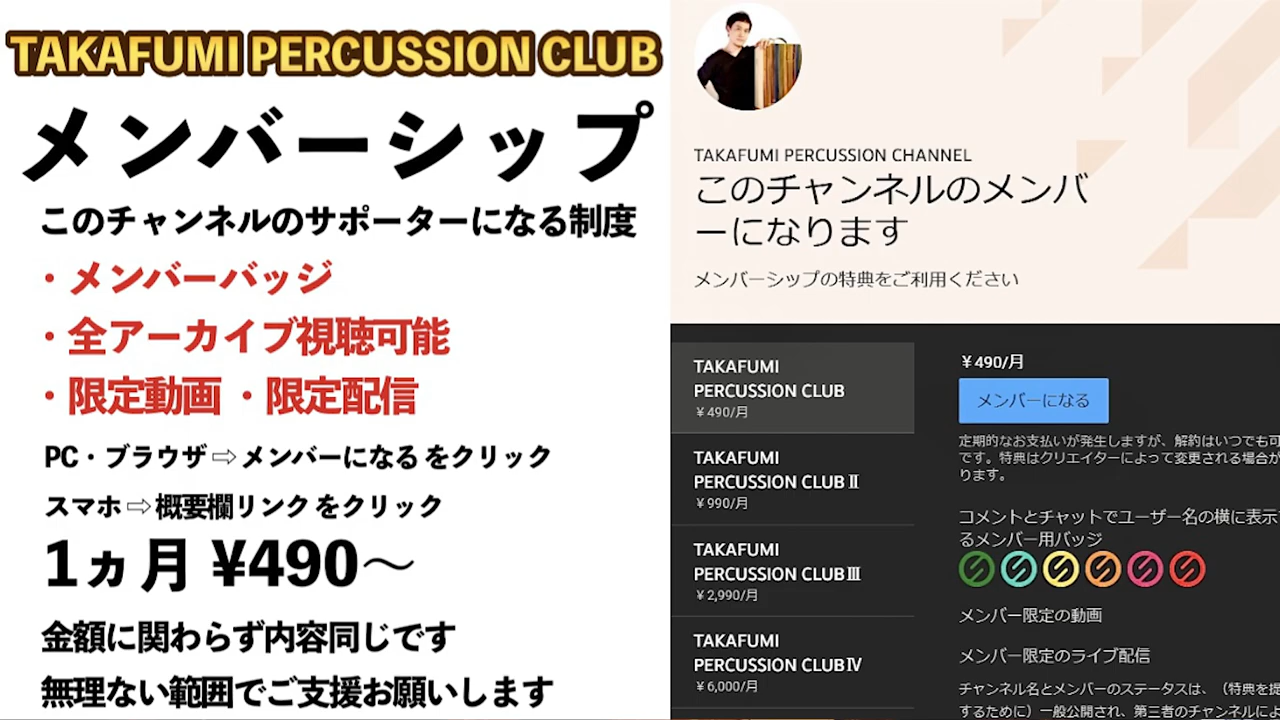 TAKAFUMI PERCUSSION CLUB
メンバーシップ
このチャンネルのサポーターになる制度
・メンバーバッジ
・全アーカイブ視聴可能
・限定動画 ・限定配信
PC・ブラウザ⇨メンバーになる をクリック
スマホ⇨概要欄リンク をクリック
1ヵ月 ¥490〜
金額に関わらず内容同じです
無理ない範囲でご支援お願いします
TAKAFUMI PERCUSSION CHANNEL
このチャンネルのメンバ
ーになります
メンバーシップの特典をご利用ください
TAKAFUMI
PERCUSSION CLUB
¥490/月
TAKAFUMI
PERCUSSION CLUBⅡ
¥990/月
TAKAFUMI
PERCUSSION CLUBⅢ
¥2,990/月
TAKAFUMI
PERCUSSION CLUBⅣ
¥6,000/月
¥490/月
メンバーになる
定期的なお支払いが発生しますが、解約はいつでも可
です。特典はクリエイターによって変更される場合が
ります。
コメントとチャットでユーザー名の横に表示
るメンバー用バッジ
メンバー限定の動画
メンバー限定のライブ配信
チャンネル名とメンバーのステータスは、（特典を提
するために）一般公開され、第三者のチャンネルによ